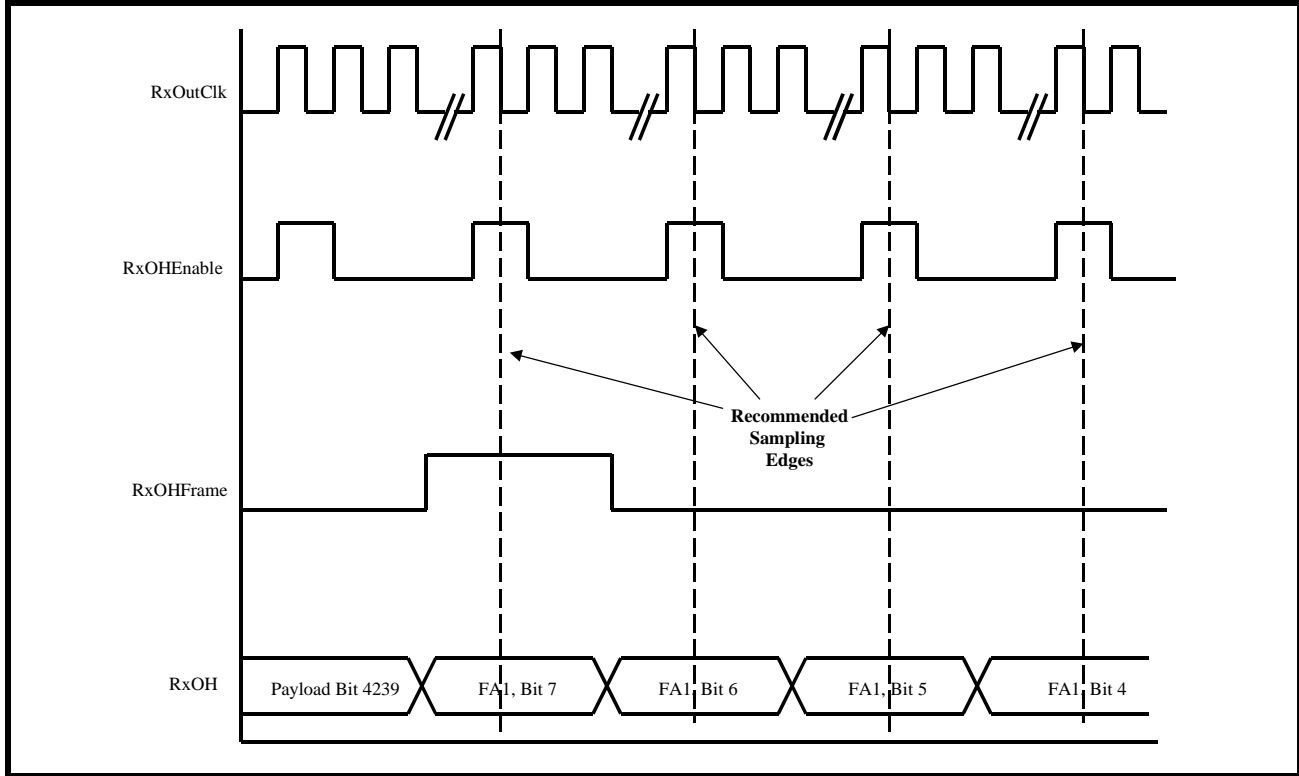 RxOutClk
RxOHEnable
Recommended
Sampling
Edges
RxOHFrame
RxOH
Payload Bit 4239
FA1, Bit 7
FA1, Bit 6
FA1, Bit 5
FA1, Bit 4